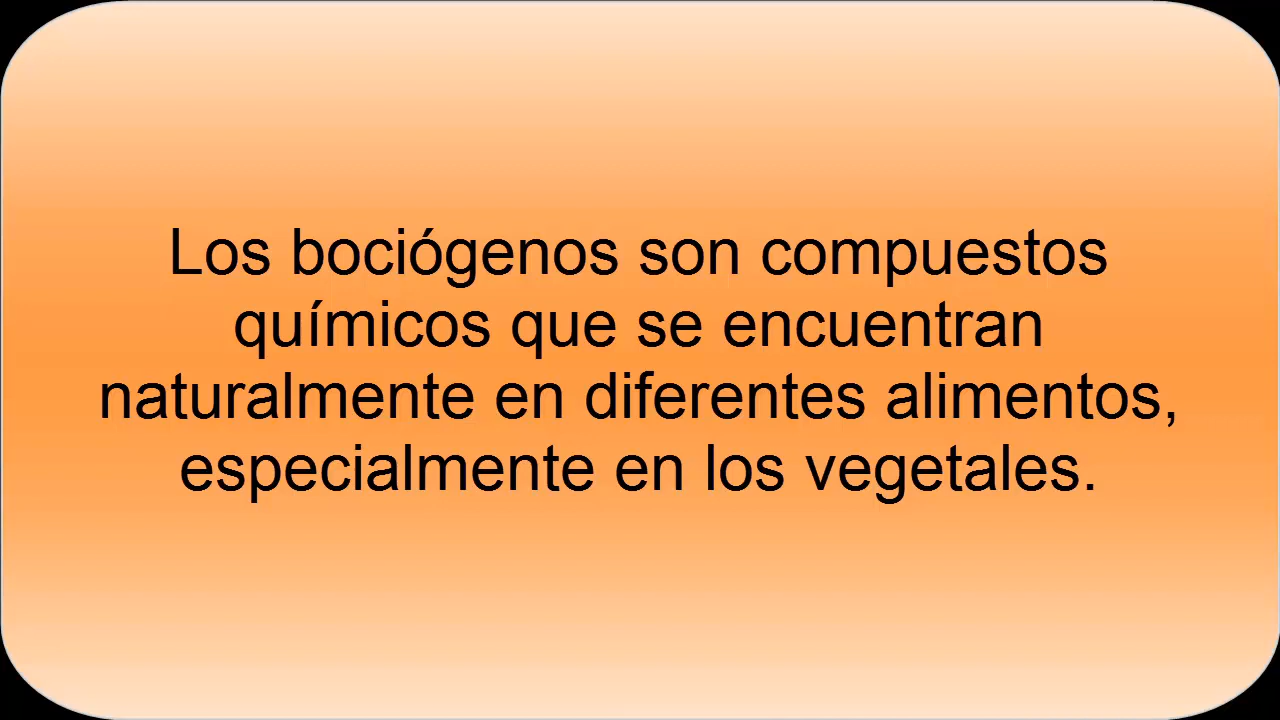 Los bociógenos son compuestos
químicos que se encuentran
naturalmente en diferentes alimentos,
especialmente en los vegetales.